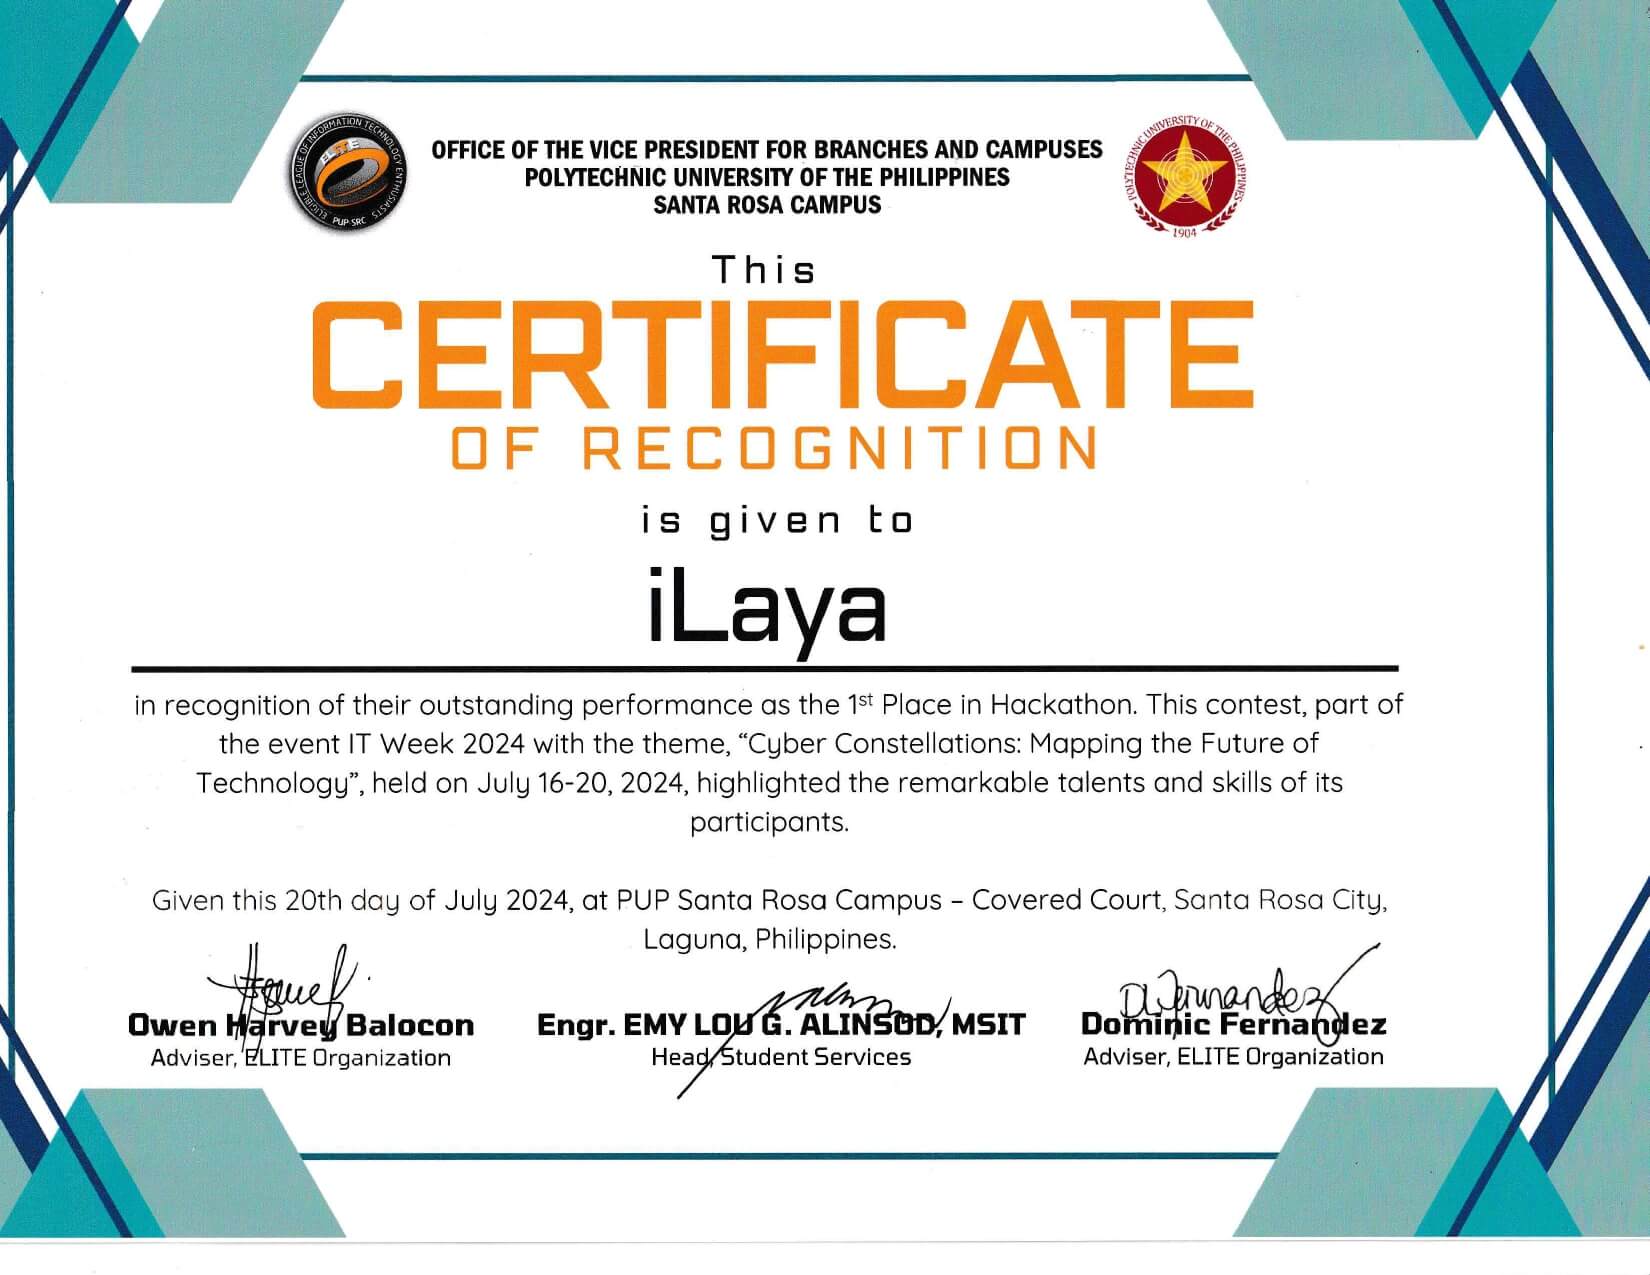 ELIGIBLE LEAGUE OF INFORMATION TECHNOLOGY ENTHUSIASTS
ELITE
PUP SRC
OFFICE OF THE VICE PRESIDENT FOR BRANCHES AND CAMPUSES
POLYTECHNIC UNIVERSITY OF THE PHILIPPINES
SANTA ROSA CAMPUS
POLYTECHNIC UNIVERSITY OF THE PHILIPPINES
1904
This
CERTIFICATE
OF RECOGNITION
is given to
iLaya
in recognition of their outstanding performance as the 1st Place in Hackathon. This contest, part of
the event IT Week 2024 with the theme, “Cyber Constellations: Mapping the Future of
Technology”, held on July 16-20, 2024, highlighted the remarkable talents and skills of its
participants.
Given this 20th day of July 2024, at PUP Santa Rosa Campus – Covered Court, Santa Rosa City,
Laguna, Philippines.
D. Fernandez
Owen Harvey Balocon
Adviser, ELITE Organization
Engr. EMY LOU G. ALINSOD, MSIT
Head, Student Services
Dominic Fernandez
Adviser, ELITE Organization